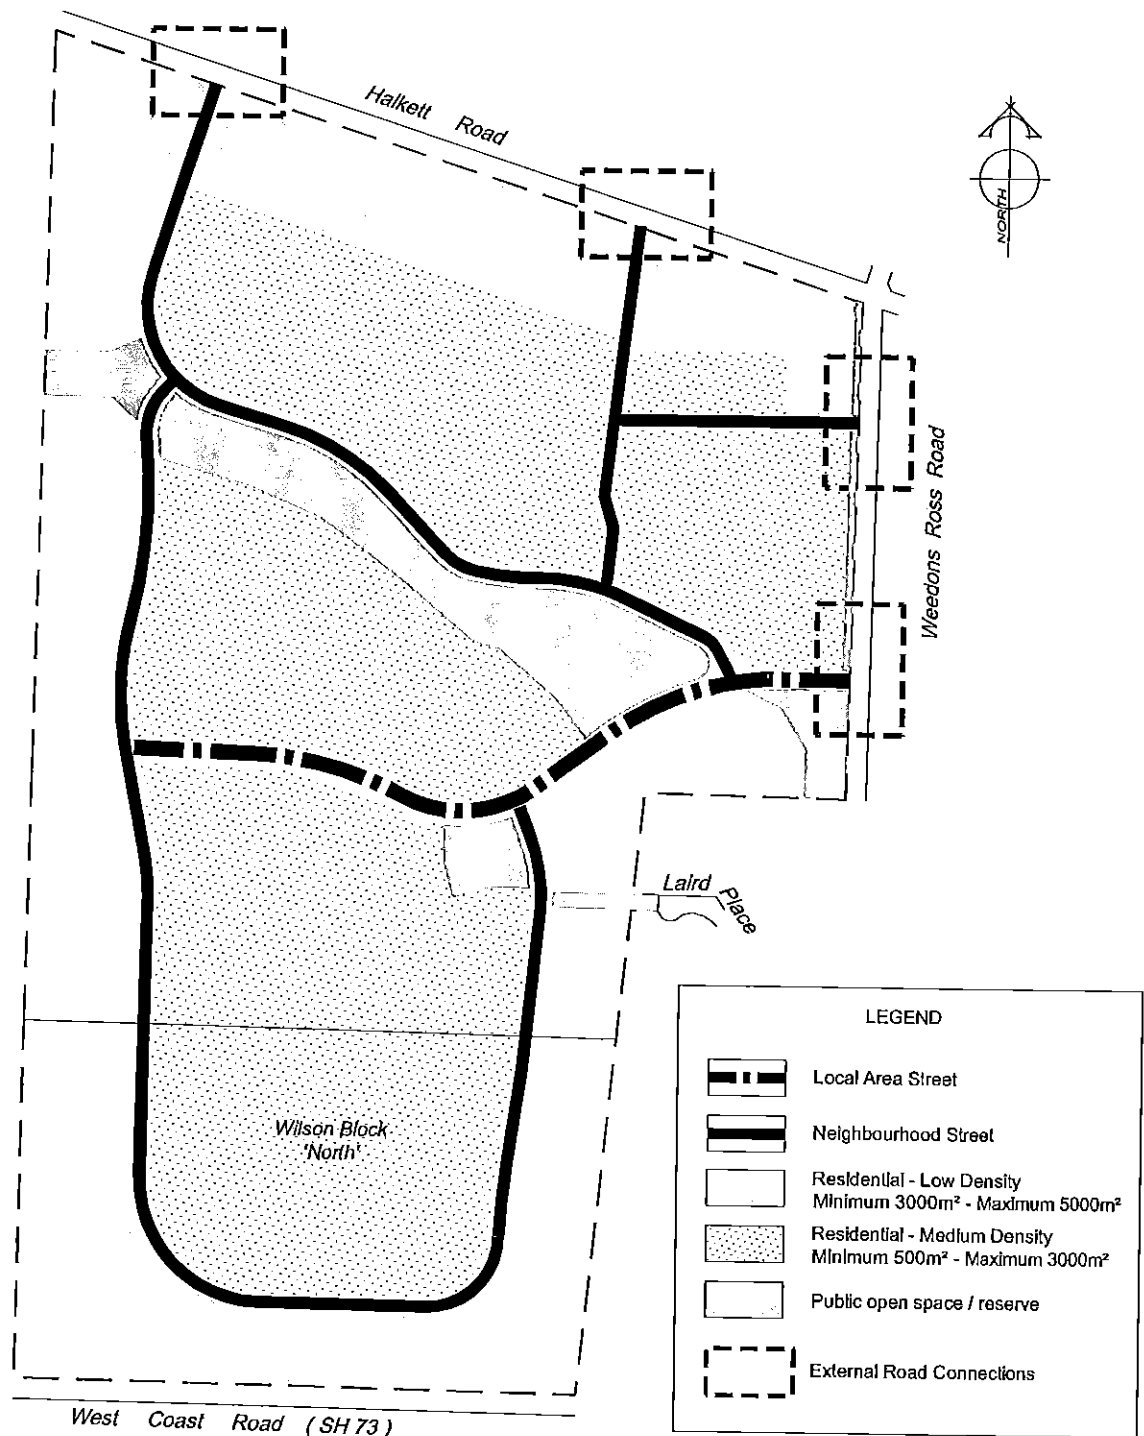 Halkett Road
NORTH
Weedons Ross Road
Laird Place
Wilson Block
'North'
West Coast Road ( SH 73 )
LEGEND
Local Area Street
Neighbourhood Street
Residential - Low Density
Minimum 3000m² - Maximum 5000m²
Residential - Medium Density
Minimum 500m² - Maximum 3000m²
Public open space / reserve
External Road Connections